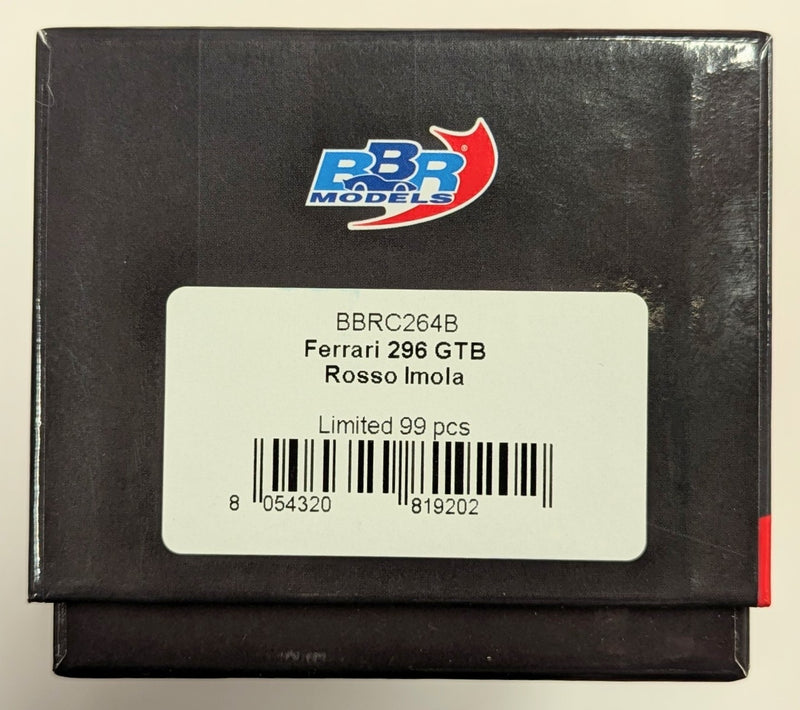 BBR
MODELS
BBRC264B
Ferrari 296 GTB
Rosso Imola
Limited 99 pcs
8 054320 819202